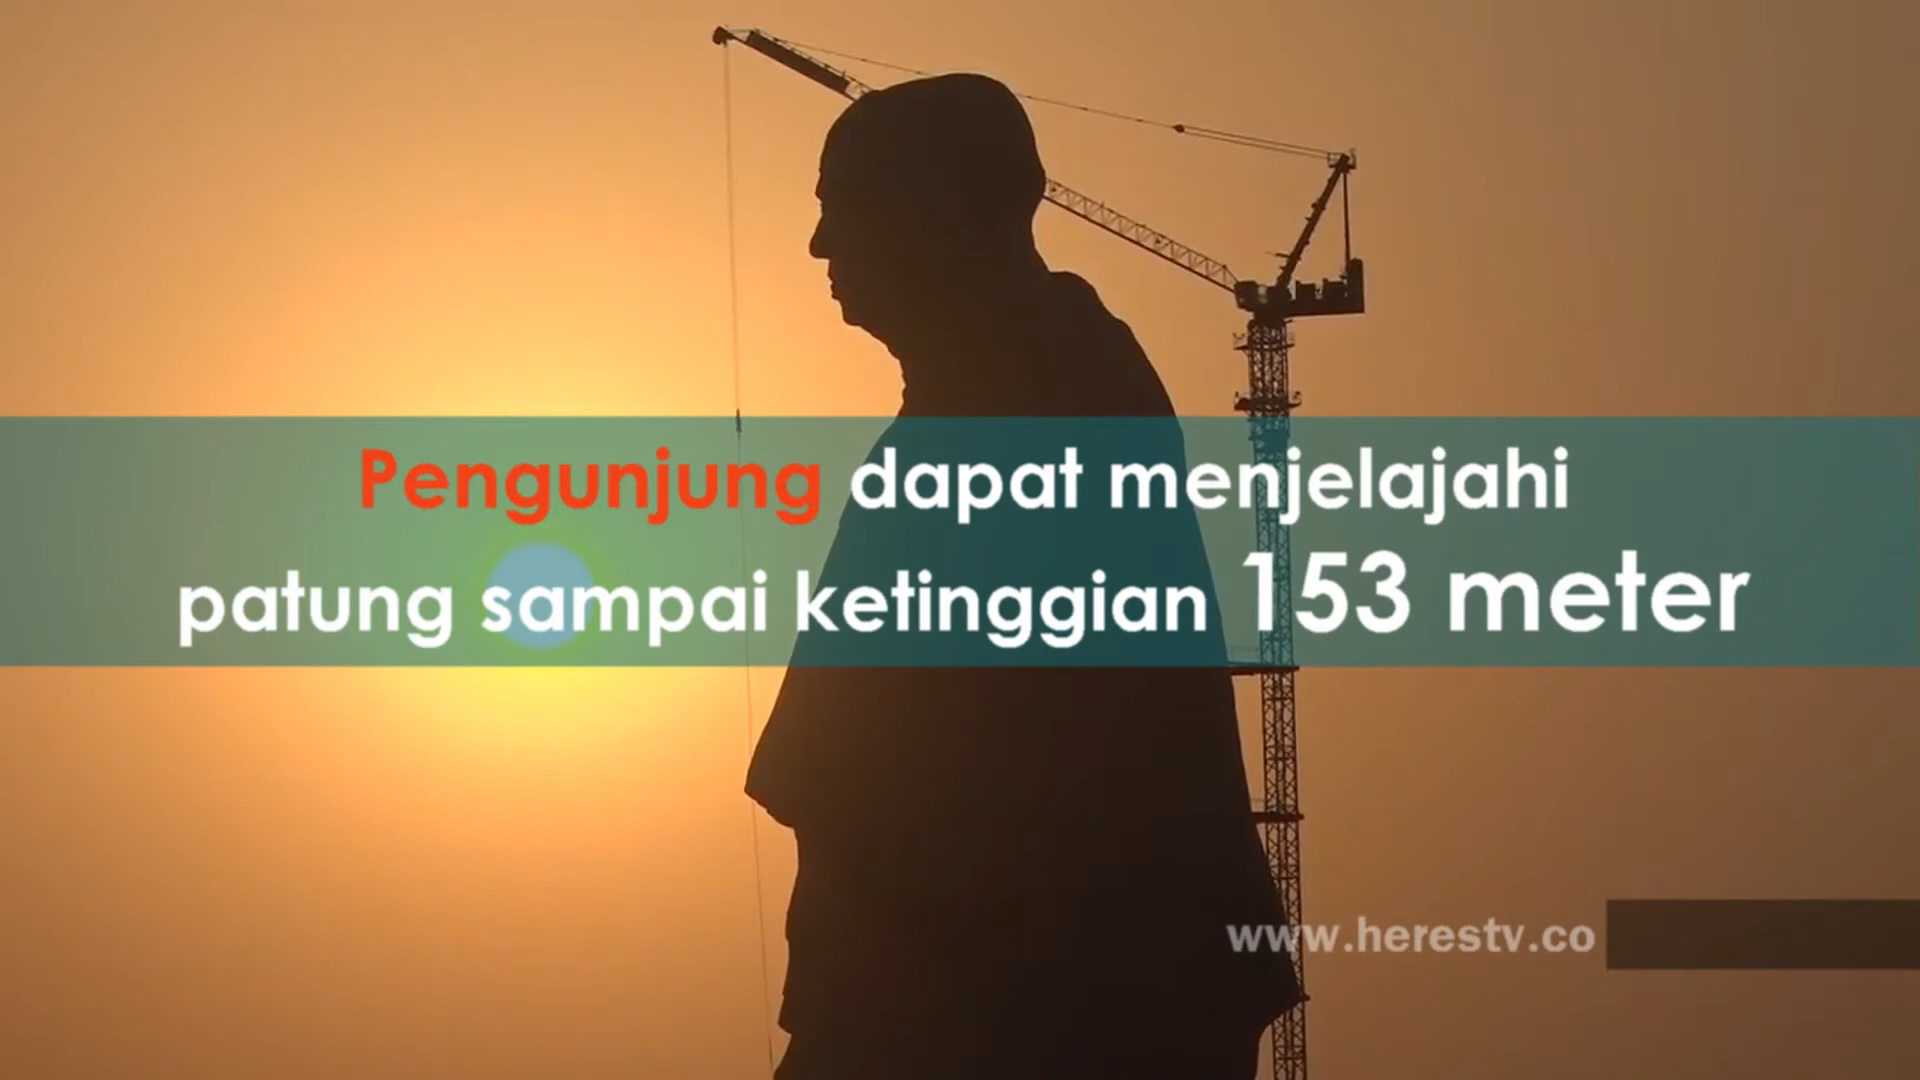 Pengunjung dapat menjelajahi
patung sampai ketinggian 153 meter
www.herestv.co